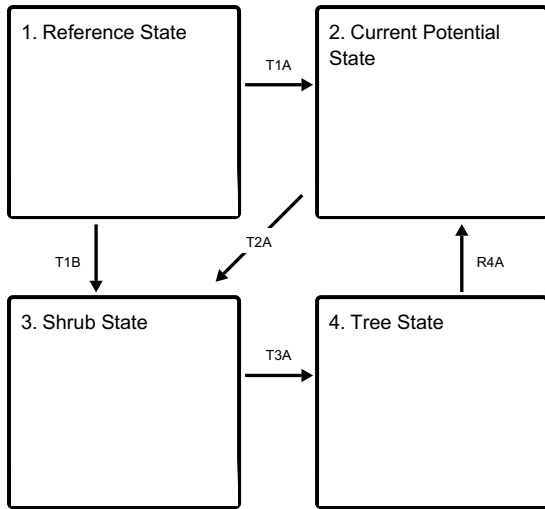 1. Reference State
2. Current Potential
State
T1A
T1B
T2A
R4A
3. Shrub State
4. Tree State
T3A